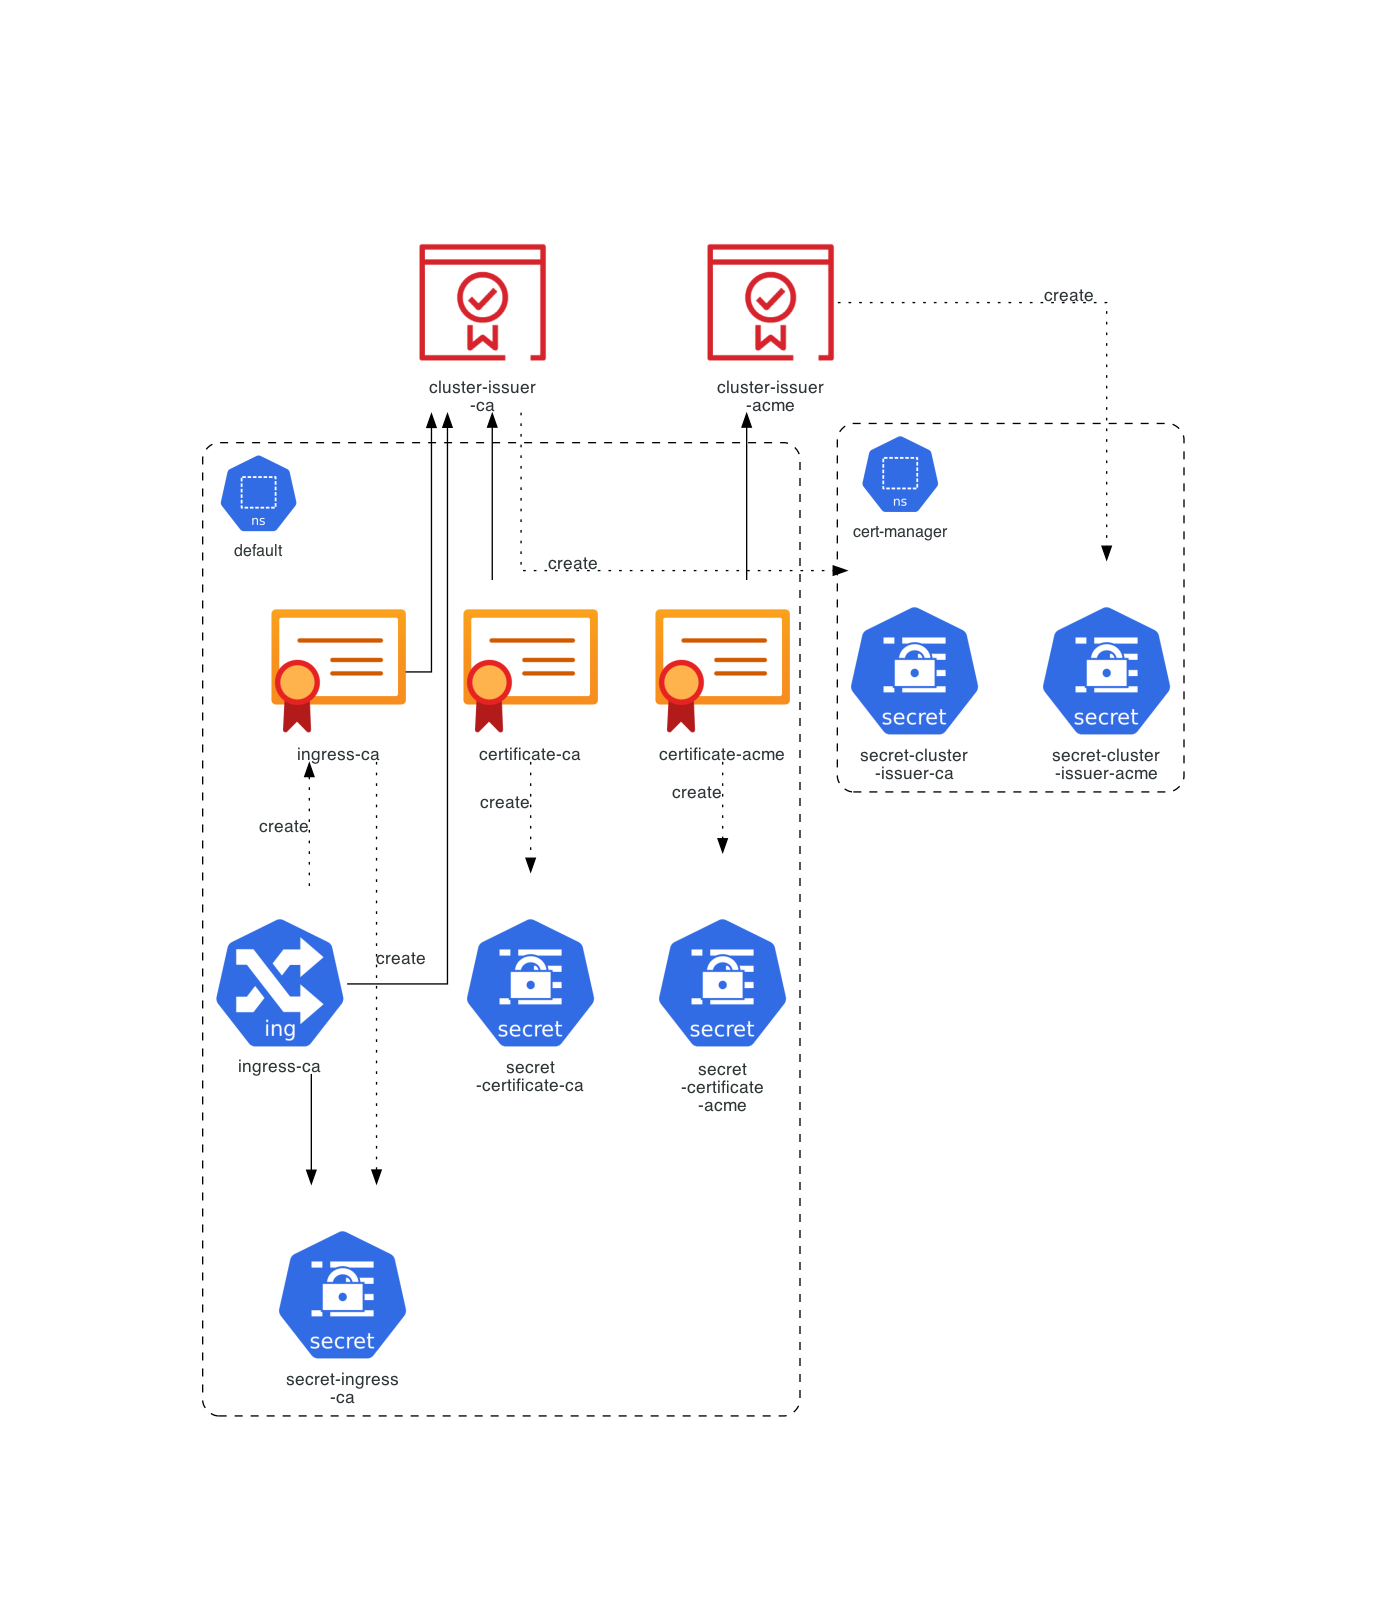 create
cluster-issuer
-ca
cluster-issuer
-acme
ns
default
ns
cert-manager
create
ingress-ca
certificate-ca
certificate-acme
secret
secret-cluster
-issuer-ca
secret
secret-cluster
-issuer-acme
create
create
create
create
ing
ingress-ca
secret
secret
-certificate-ca
secret
secret
-certificate
-acme
secret
secret-ingress
-ca